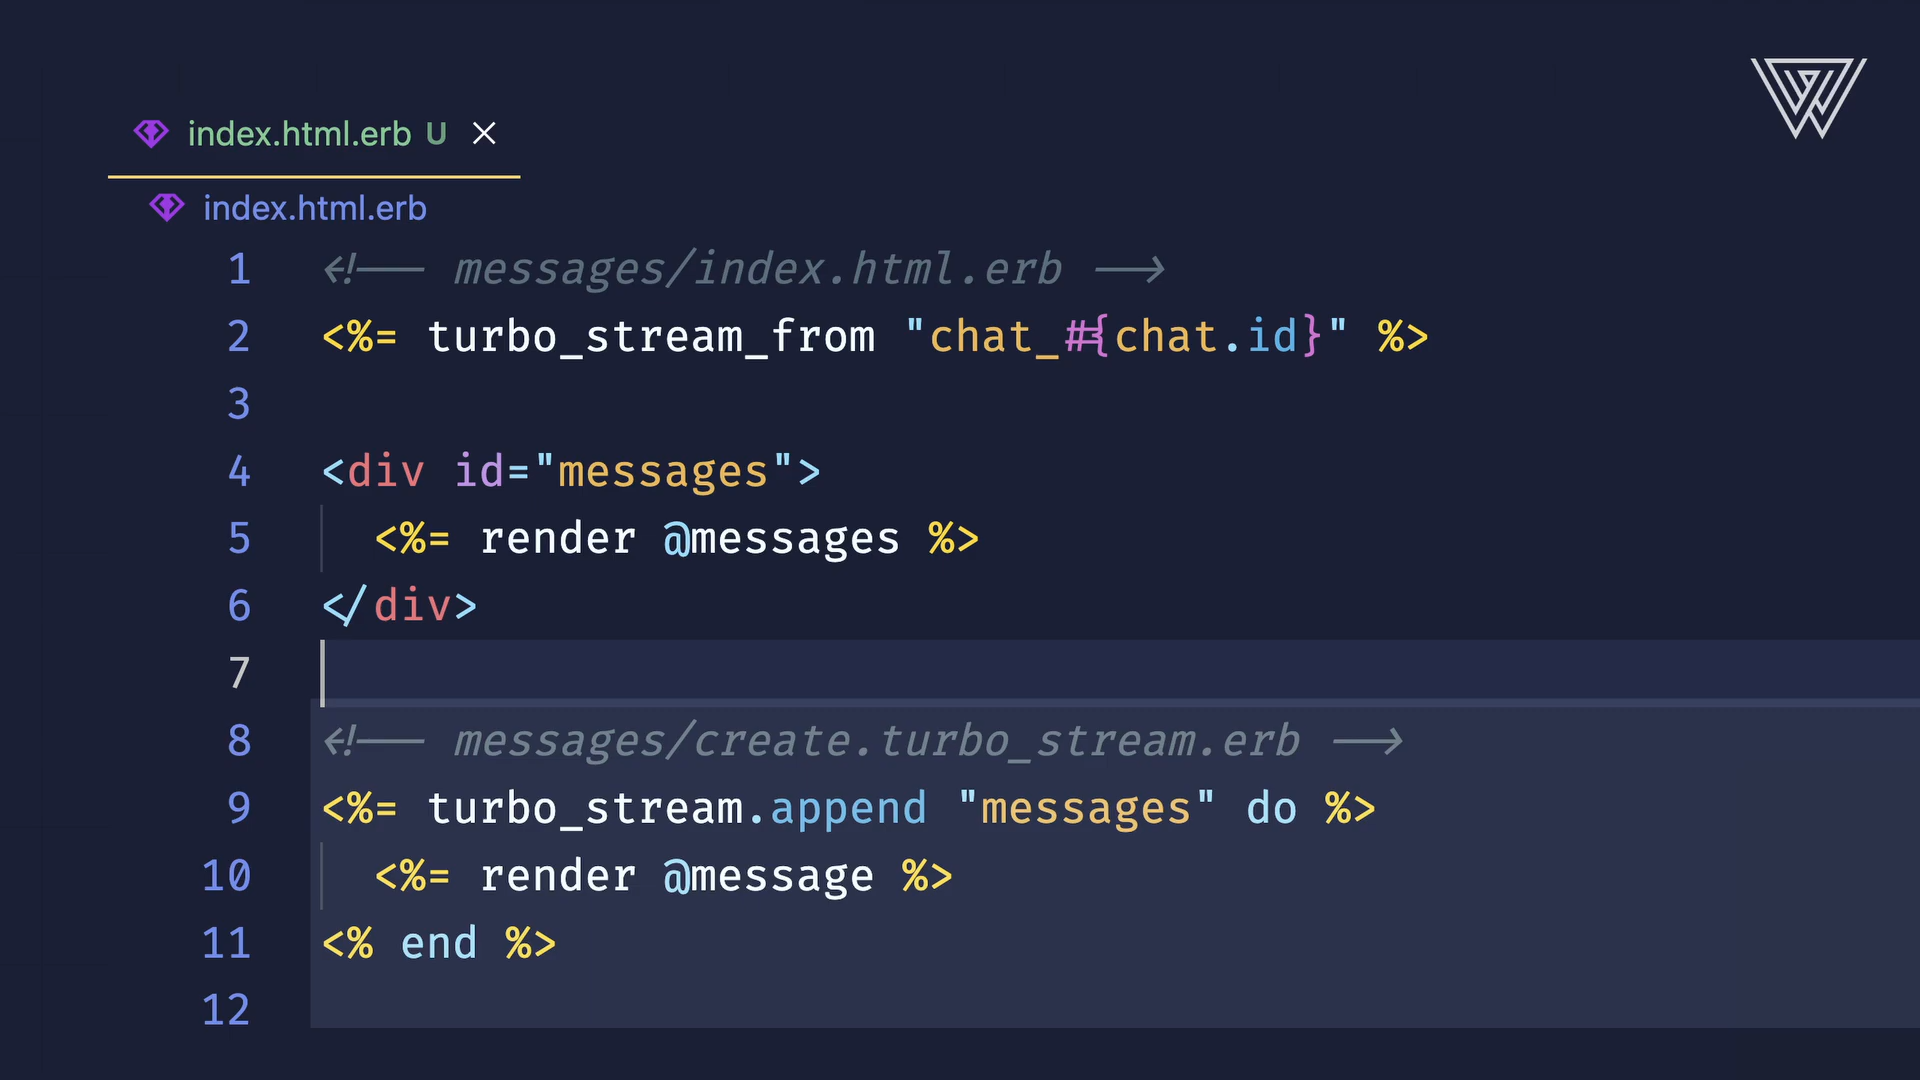 index.html.erb U
index.html.erb
1 <!-- messages/index.html.erb -->
2 <%= turbo_stream_from "chat_#{chat.id}" %>
3
4 <div id="messages">
5   <%= render @messages %>
6 </div>
7
8 <!-- messages/create.turbo_stream.erb -->
9 <%= turbo_stream.append "messages" do %>
10   <%= render @message %>
11 <% end %>
12